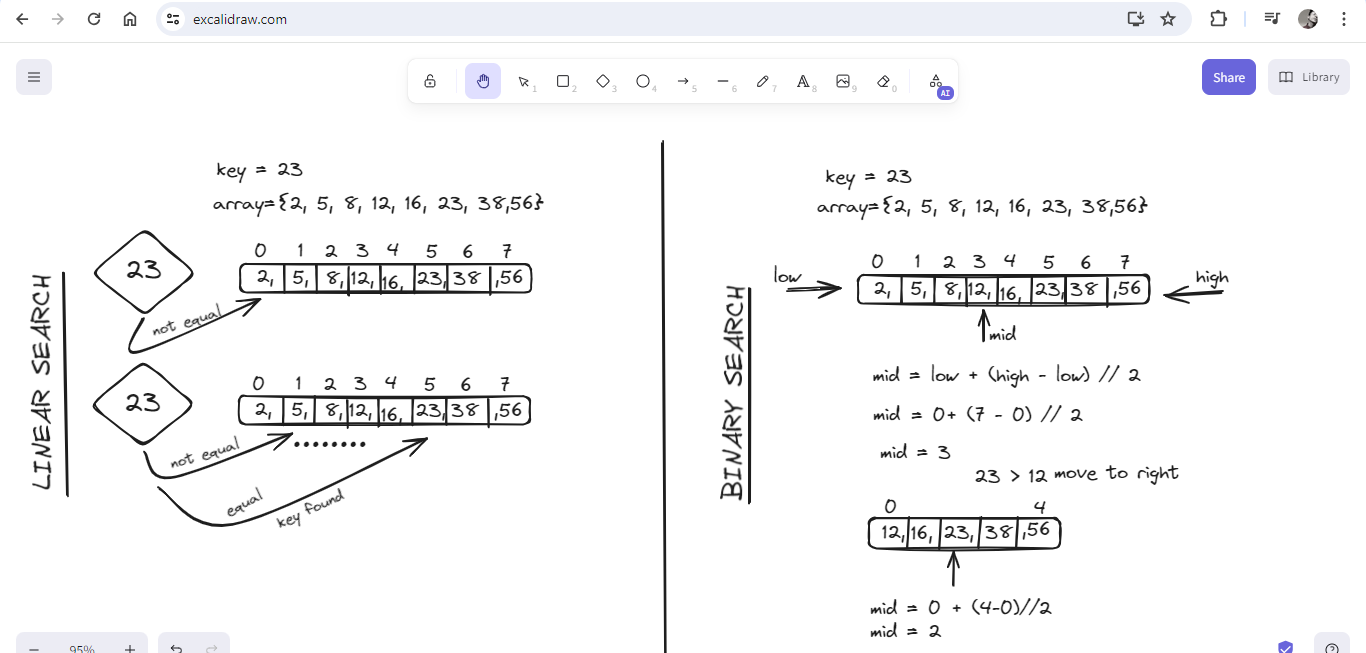 excalidraw.com
1
2
3
4
5
6
7
8
9
0
AI
Share
Library
LINEAR SEARCH
key = 23
array={2, 5, 8, 12, 16, 23, 38,56}
23
0 1 2 3 4 5 6 7
2, 5, 8, 12, 16, 23, 38 ,56
not equal
23
0 1 2 3 4 5 6 7
2, 5, 8, 12, 16, 23, 38 ,56
not equal
........
equal
key found
BINARY SEARCH
key = 23
array={2, 5, 8, 12, 16, 23, 38,56}
0 1 2 3 4 5 6 7
low
2, 5, 8, 12, 16, 23, 38 ,56
high
mid
mid = low + (high - low) // 2
mid = 0+ (7 - 0) // 2
mid = 3
23 > 12 move to right
0 4
12, 16, 23, 38 ,56
mid = 0 + (4-0)//2
mid = 2
95%